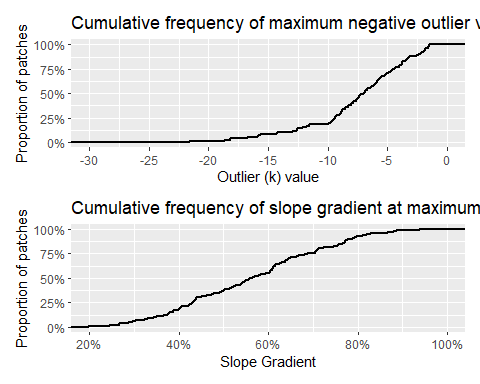 Cumulative frequency of maximum negative outlier v
Proportion of patches
100%
75%
50%
25%
0%
-30 -25 -20 -15 -10 -5 0
Outlier (k) value
Cumulative frequency of slope gradient at maximum
Proportion of patches
100%
75%
50%
25%
0%
20% 40% 60% 80% 100%
Slope Gradient